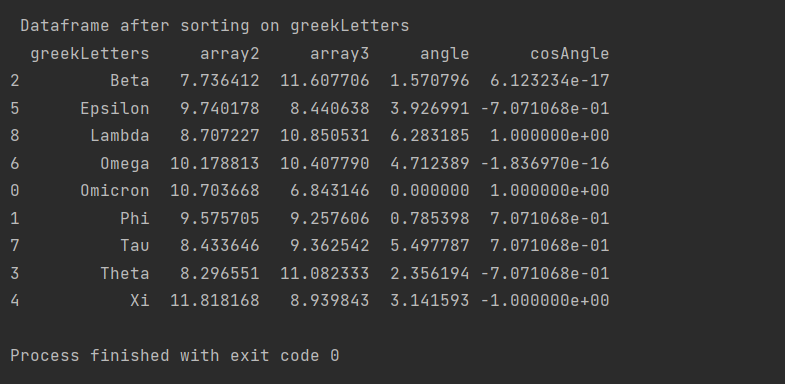 Dataframe after sorting on greekLetters
greekLetters array2 array3 angle cosAngle
2 Beta 7.736412 11.607706 1.570796 6.123234e-17
5 Epsilon 9.740178 8.440638 3.926991 -7.071068e-01
8 Lambda 8.707227 10.850531 6.283185 1.000000e+00
6 Omega 10.178813 10.407790 4.712389 -1.836970e-16
0 Omicron 10.703668 6.843146 0.000000 1.000000e+00
1 Phi 9.575705 9.257606 0.785398 7.071068e-01
7 Tau 8.433646 9.362542 5.497787 7.071068e-01
3 Theta 8.296551 11.082333 2.356194 -7.071068e-01
4 Xi 11.818168 8.939843 3.141593 -1.000000e+00
Process finished with exit code 0